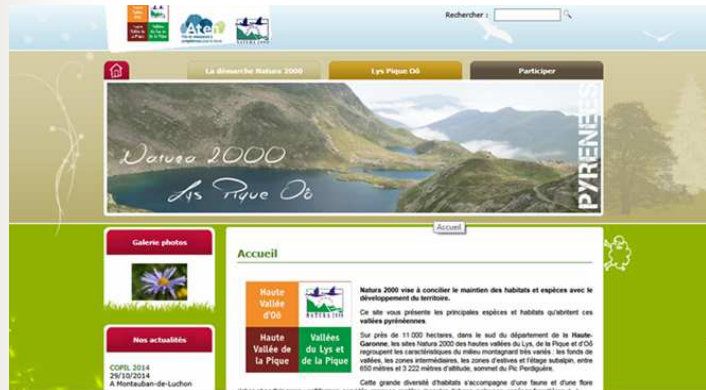 Rechercher :
Aten
La démarche Natura 2000
Lys Pique Oô
Participer
Natura 2000
Lys Pique Oô
PYRENEES
Accueil
Galerie photos
Accueil
Haute Vallée d'Oô
NATURA 2000
Haute Vallée de la Pique
Vallées du Lys et de la Pique
Natura 2000 vise à concilier le maintien des habitats et espèces avec le
développement du territoire.
Ce site vous présente les principales espèces et habitats qu'abritent ces
vallées pyrénéennes.
Sur près de 11 000 hectares, dans le sud du département de la Haute-
Garonne, les sites Natura 2000 des hautes vallées du Lys, de la Pique et d'Oô
regroupent les caractéristiques du milieu montagnard très variés : les fonds de
vallées, les zones intermédiaires, les zones d'estives et l'étage subalpin, entre
650 mètres et 3 222 mètres d'altitude, sommet du Pic Perdiguère.
Cette grande diversité d'habitats s'accompagne d'une faune et d'une flore
Nos actualités
COPIL 2014
29/10/2014
A Montauban-de-Luchon